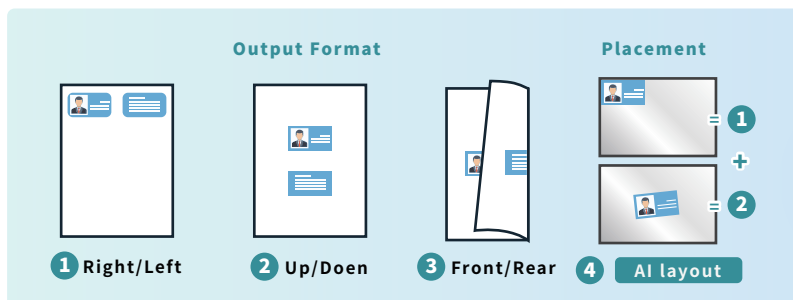 Output Format
Placement
= 1
+
= 2
1 Right/Left
2 Up/Doen
3 Front/Rear
4 AI layout